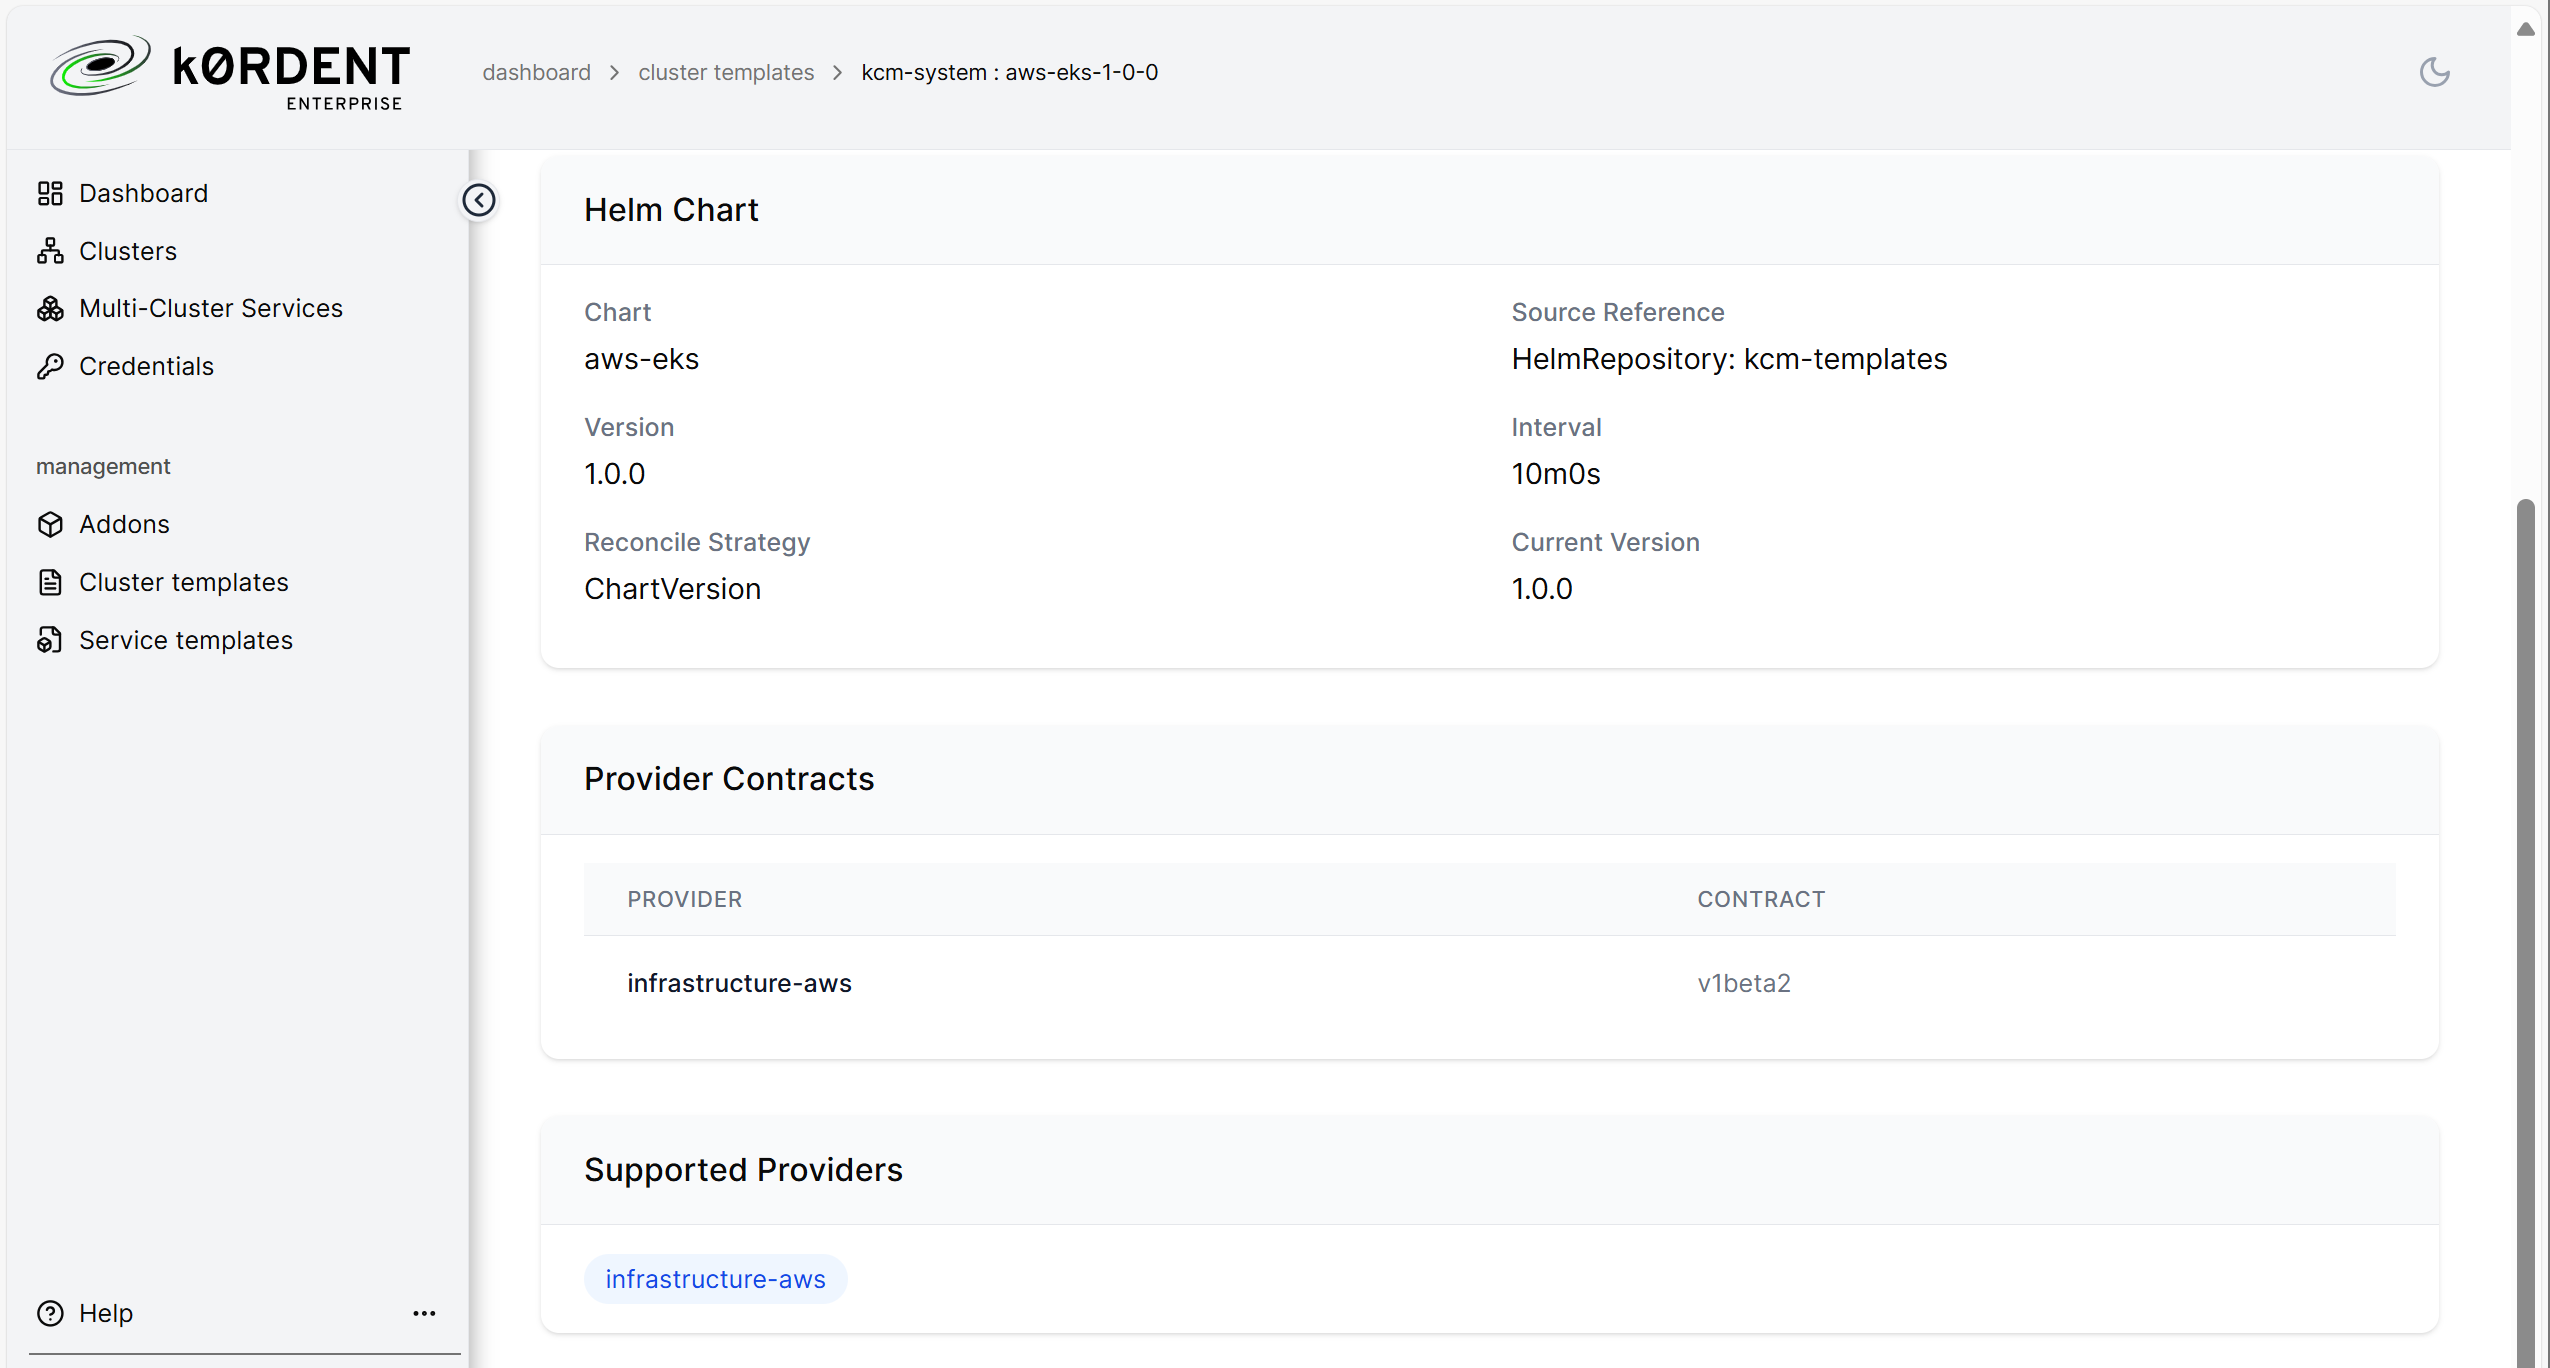 kØRDENT
ENTERPRISE
dashboard > cluster templates > kcm-system : aws-eks-1-0-0
Dashboard
Clusters
Multi-Cluster Services
Credentials
management
Addons
Cluster templates
Service templates
Help
Helm Chart
Chart
aws-eks
Source Reference
HelmRepository: kcm-templates
Version
1.0.0
Interval
10m0s
Reconcile Strategy
ChartVersion
Current Version
1.0.0
Provider Contracts
PROVIDER CONTRACT
infrastructure-aws v1beta2
Supported Providers
infrastructure-aws